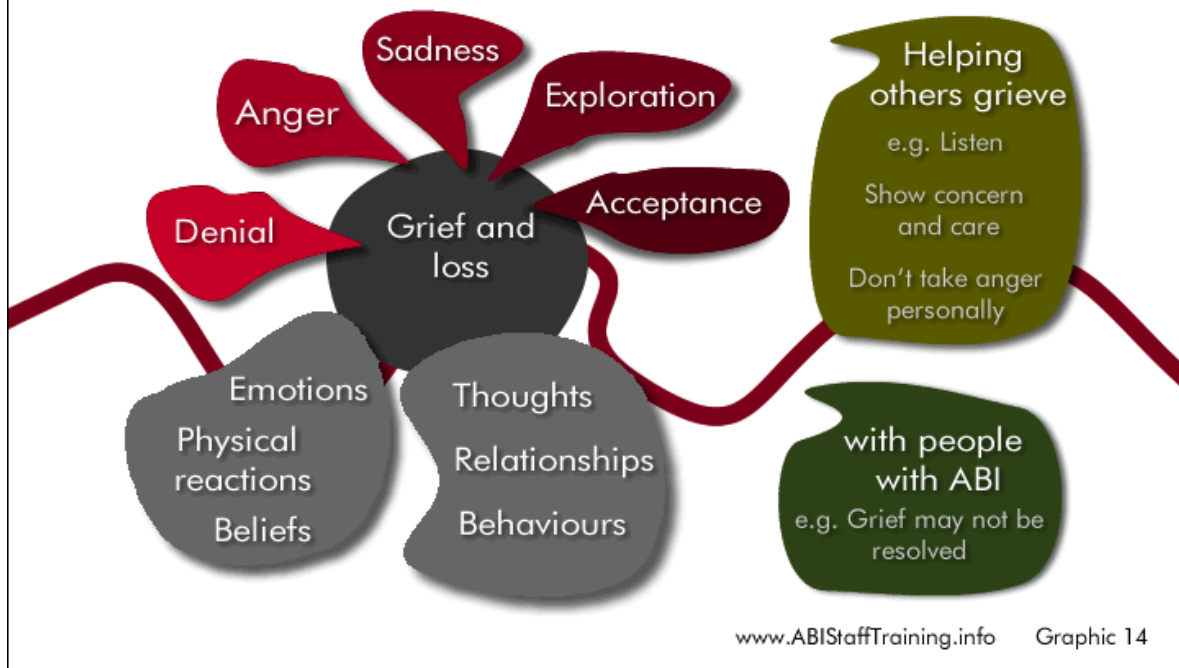 Sadness
Anger
Exploration
Denial
Acceptance
Grief and
loss
Emotions
Physical
reactions
Beliefs
Thoughts
Relationships
Behaviours
Helping
others grieve
e.g. Listen
Show concern
and care
Don't take anger
personally
with people
with ABI
e.g. Grief may not be
resolved
www.ABIStaffTraining.info Graphic 14